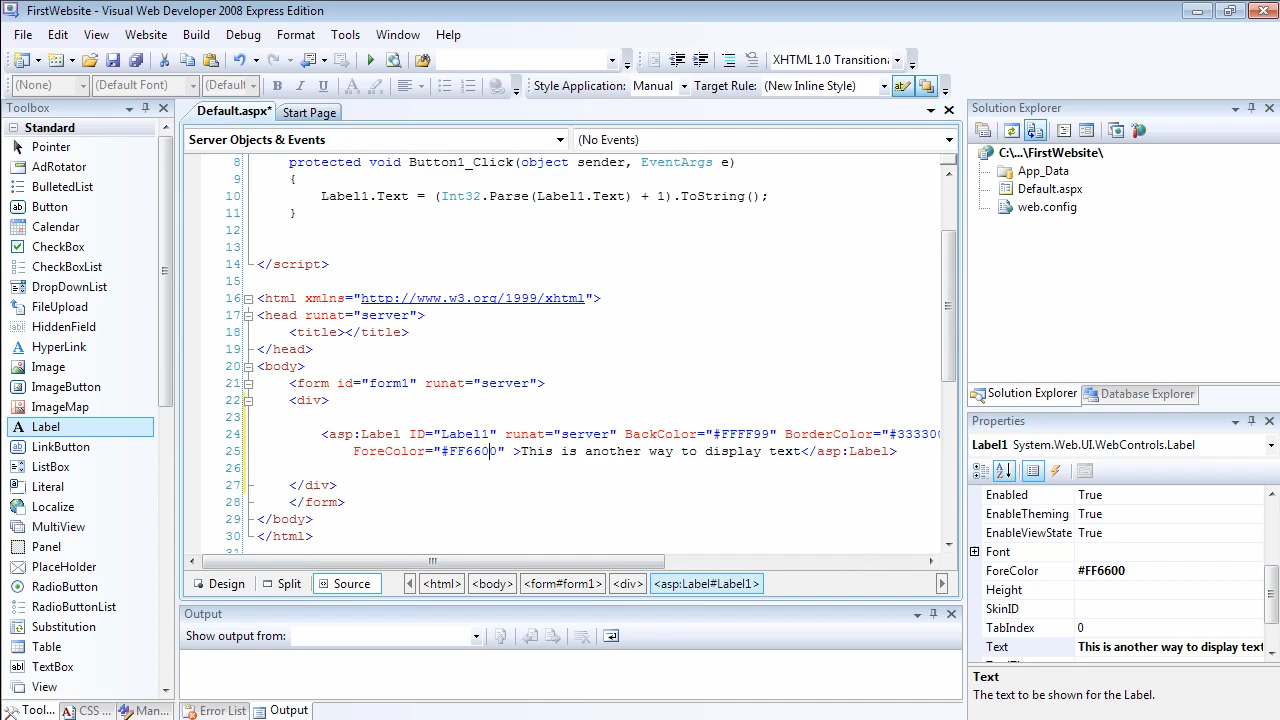 FirstWebsite - Visual Web Developer 2008 Express Edition
File Edit View Website Build Debug Format Tools Window Help
XHTML 1.0 Transition
(None) (Default Font) (Default B I U A Style Application: Manual Target Rule: (New Inline Style)
Toolbox
Standard
Pointer
AdRotator
BulletedList
Button
Calendar
CheckBox
CheckBoxList
DropDownList
FileUpload
HiddenField
HyperLink
Image
ImageButton
ImageMap
Label
LinkButton
ListBox
Literal
Localize
MultiView
Panel
PlaceHolder
RadioButton
RadioButtonList
Substitution
Table
TextBox
View
Tool... CSS ... Man...
Default.aspx* Start Page
Server Objects & Events (No Events)
8 protected void Button1_Click(object sender, EventArgs e)
9 {
10 Label1.Text = (Int32.Parse(Label1.Text) + 1).ToString();
11 }
12
13
14 </script>
15
16 <html xmlns="http://www.w3.org/1999/xhtml">
17 <head runat="server">
18 <title></title>
19 </head>
20 <body>
21 <form id="form1" runat="server">
22 <div>
23
24 <asp:Label ID="Label1" runat="server" BackColor="#FFFF99" BorderColor="#333300
25 ForeColor="#FF6600" >This is another way to display text</asp:Label>
26
27 </div>
28 </form>
29 </body>
30 </html>
31
Design Split Source <html> <body> <form#form1> <div> <asp:Label#Label1>
Output
Show output from:
Error List Output
Solution Explorer
C:\...\FirstWebsite\
App_Data
Default.aspx
web.config
Solution Explorer Database Explorer
Properties
Label1 System.Web.UI.WebControls.Label
Enabled True
EnableTheming True
EnableViewState True
Font
ForeColor #FF6600
Height
SkinID
TabIndex 0
Text This is another way to display text
Text
The text to be shown for the Label.